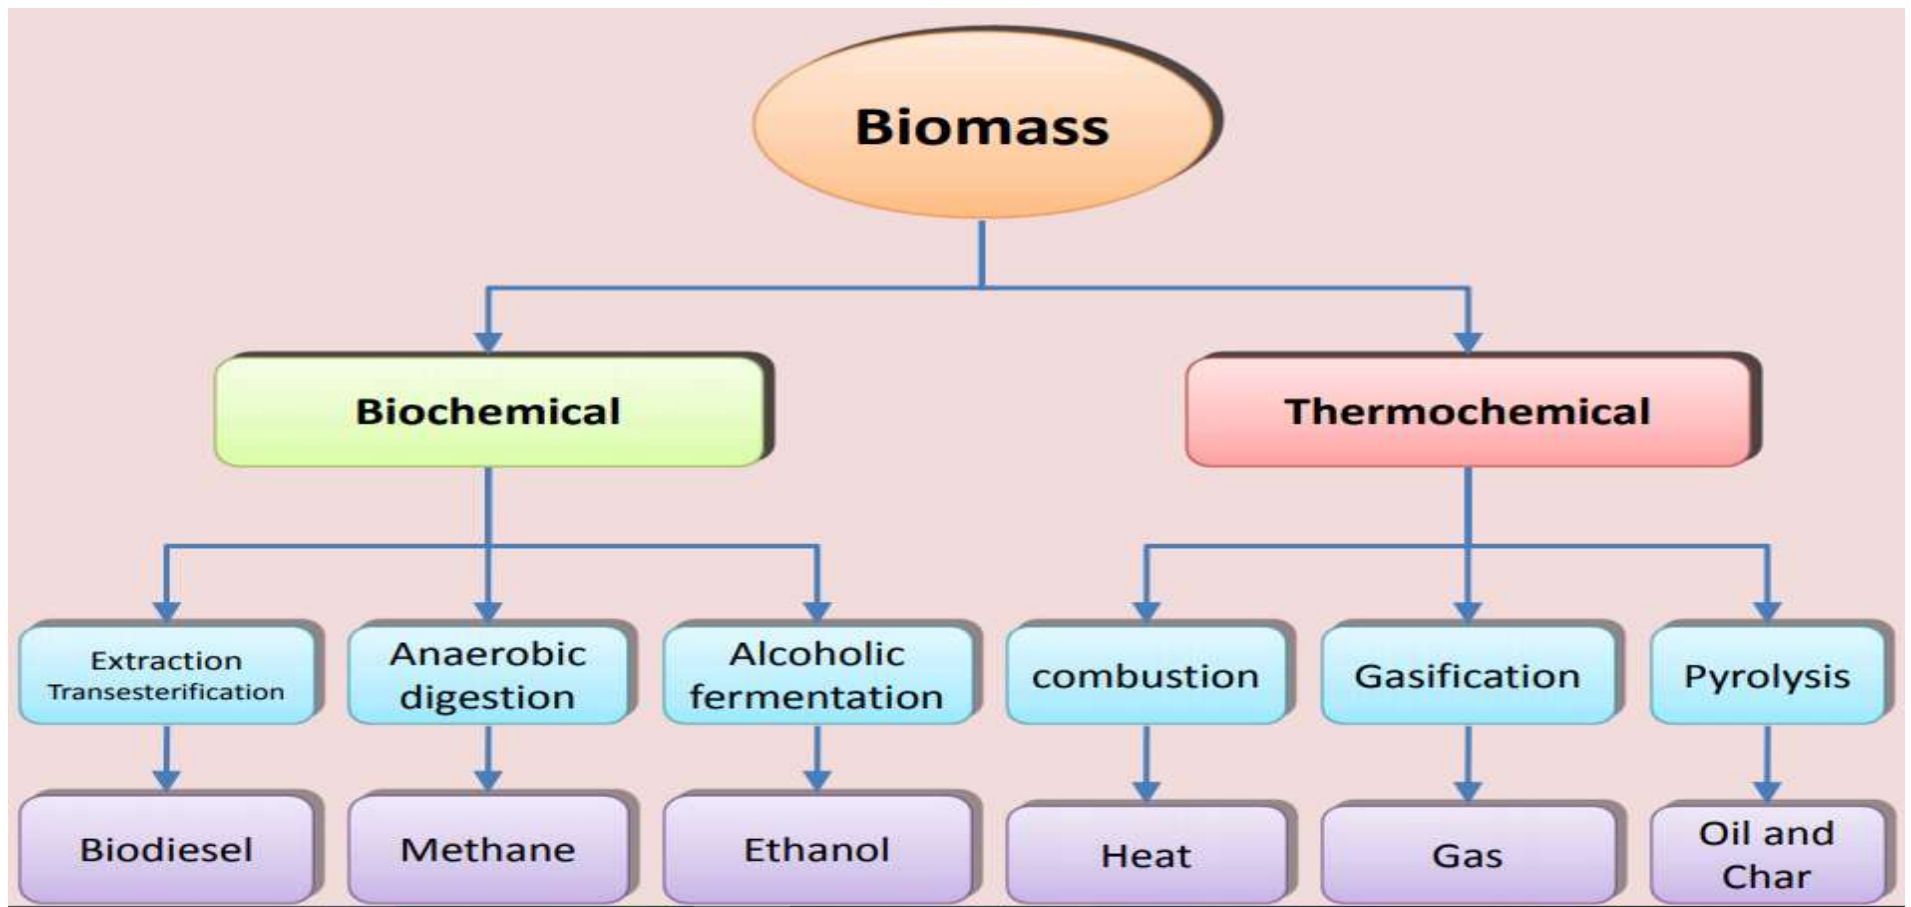 Biomass
Biochemical
Thermochemical
Extraction
Transesterification
Anaerobic
digestion
Alcoholic
fermentation
combustion
Gasification
Pyrolysis
Biodiesel
Methane
Ethanol
Heat
Gas
Oil and
Char